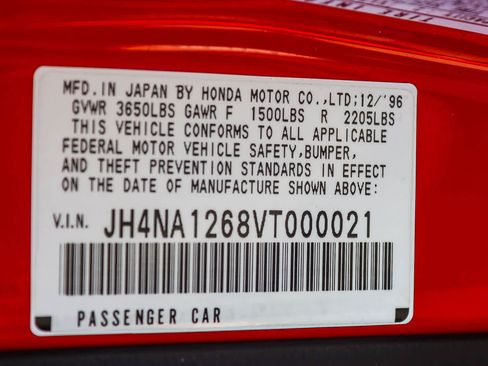 MFD.IN JAPAN BY HONDA MOTOR CO.,LTD;12/'96
GVWR 3650LBS GAWR F 1500LBS R 2205LBS
THIS VEHICLE CONFORMS TO ALL APPLICABLE
FEDERAL MOTOR VEHICLE SAFETY,BUMPER,
AND THEFT PREVENTION STANDARDS IN EFFECT
ON THE DATE OF MANUFACTURE SHOWN ABOVE:
V.I.N. JH4NA1268VT000021
PASSENGER CAR